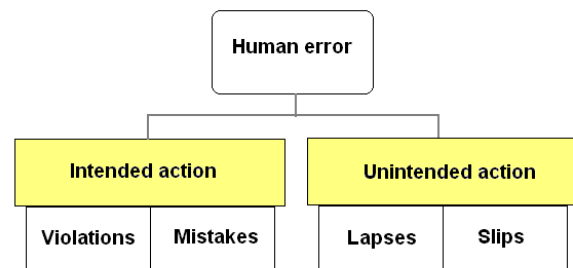 Human error
Intended action
Unintended action
Violations
Mistakes
Lapses
Slips